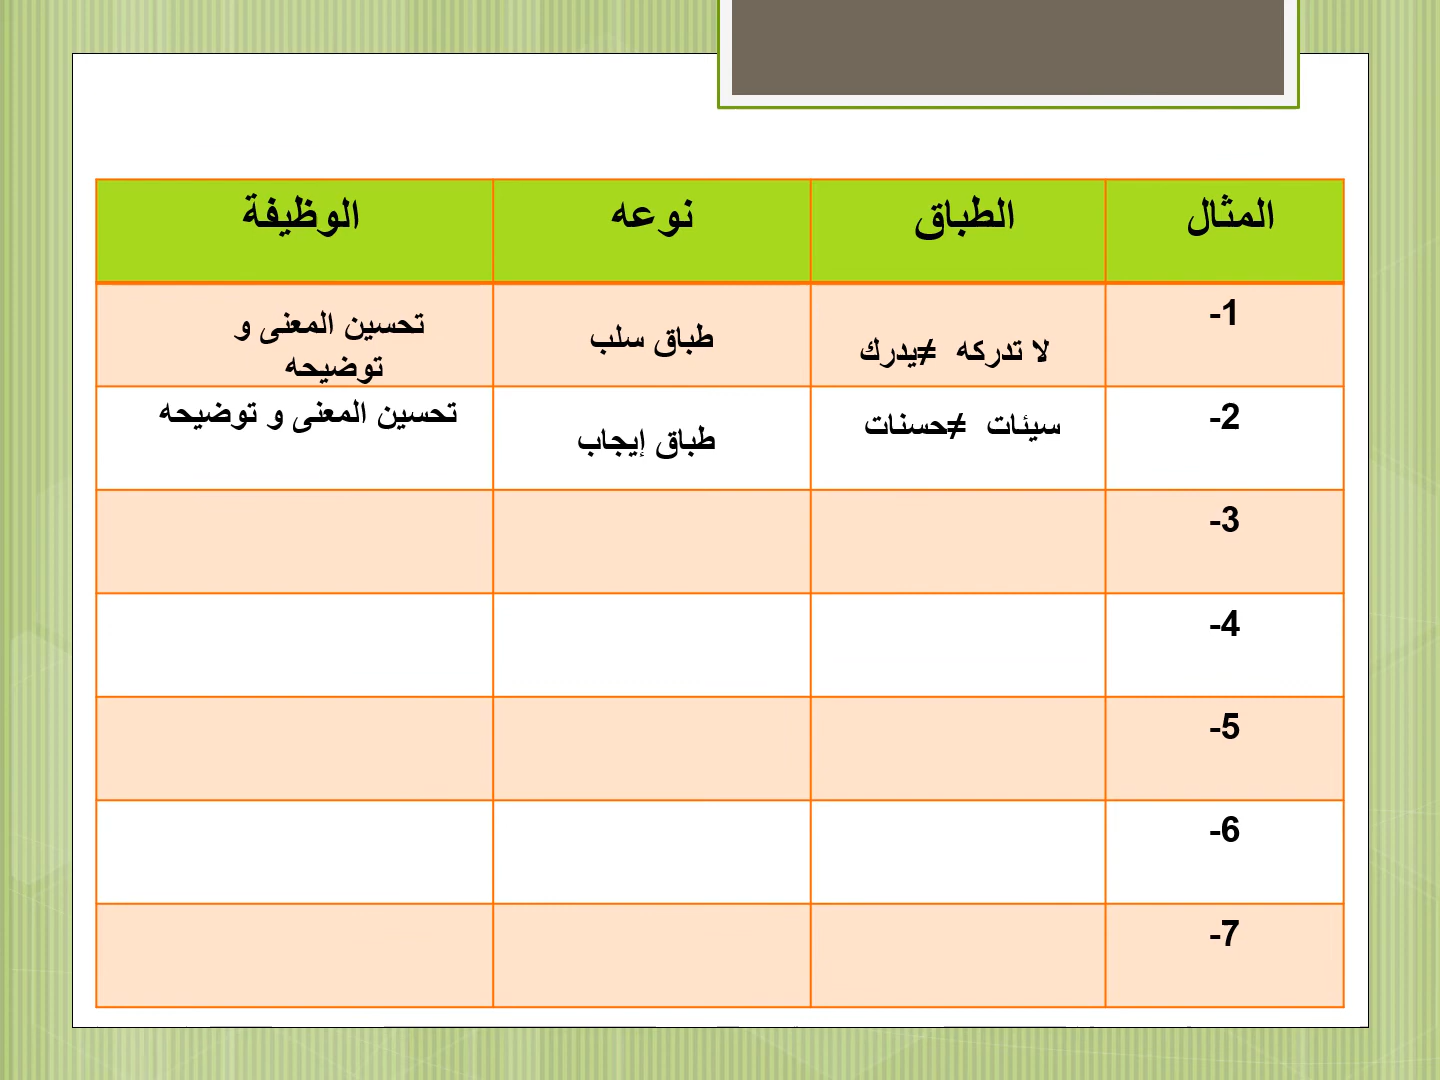 المثال الطباق نوعه الوظيفة
1-
لا تدركه ≠يدرك
طباق سلب
تحسين المعنى و
توضيحه
2-
سيئات ≠حسنات
طباق إيجاب
تحسين المعنى و توضيحه
3-
4-
5-
6-
7-